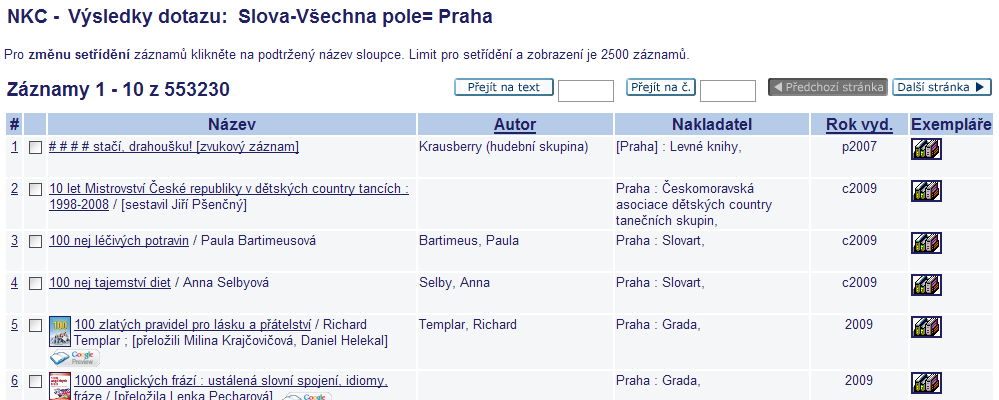 NKC - Výsledky dotazu: Slova-Všechna pole= Praha
Pro změnu setřídění záznamů klikněte na podtržený název sloupce. Limit pro setřídění a zobrazení je 2500 záznamů.
Záznamy 1 - 10 z 553230
Přejít na text
Přejít na č.
Předchozí stránka
Další stránka
# Název Autor Nakladatel Rok vyd. Exempláře
1 # # # # stačí, drahoušku! [zvukový záznam] Krausberry (hudební skupina) [Praha] : Levné knihy, p2007
2 10 let Mistrovství České republiky v dětských country tancích : Praha : Českomoravská c2009
1998-2008 / [sestavil Jiří Pšenčný] asociace dětských country
tanečních skupin,
3 100 nej léčivých potravin / Paula Bartimeusová Bartimeus, Paula Praha : Slovart, c2009
4 100 nej tajemství diet / Anna Selbyová Selby, Anna Praha : Slovart, c2009
5 100 zlatých pravidel pro lásku a přátelství / Richard Templar, Richard Praha : Grada, 2009
Templar ; [přeložili Milina Krajčovičová, Daniel Helekal]
Google
Preview
6 1000 anglických frází : ustálená slovní spojení, idiomy, Praha : Grada, 2009
fráze / [přeložila Lenka Pecharová] Google